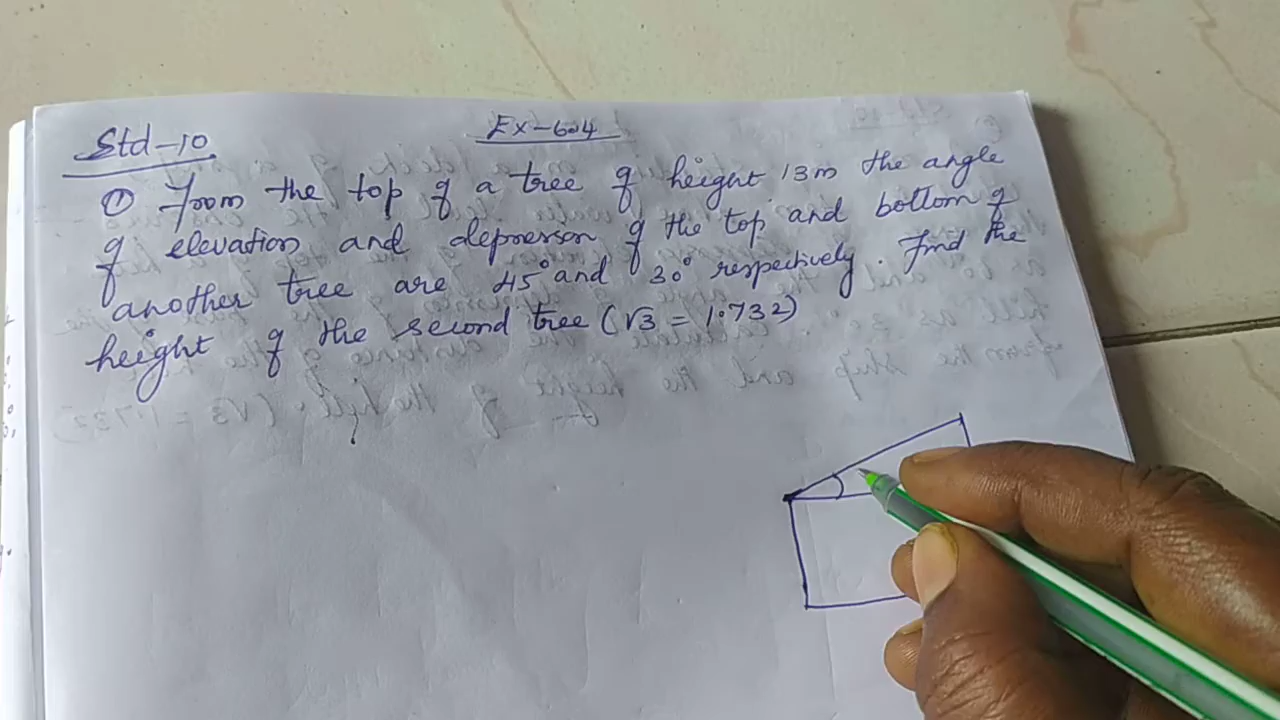 Std-10
Ex-6.4
① From the top of a tree of height 13m the angle
of elevation and depression of the top and bottom of
another tree are 45° and 30° respectively. Find the
height of the second tree (√3 = 1.732)